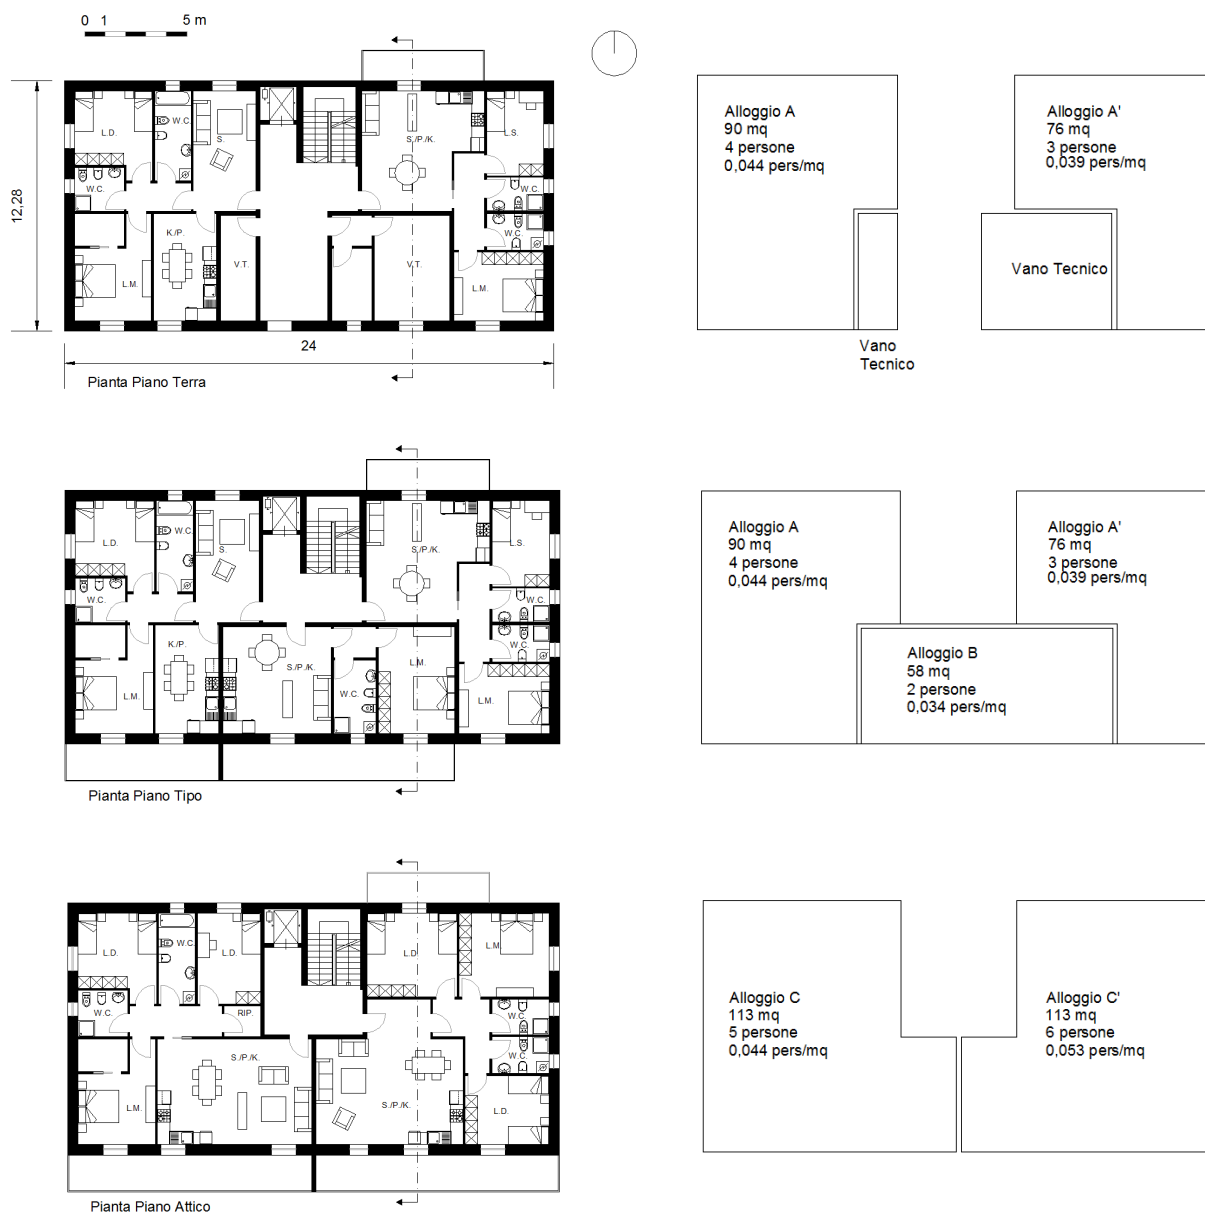 0 1 5 m
L.D.
W.C.
S.
S./P./K.
L.S.
W.C.
W.C.
W.C.
K./P.
V.T.
V.T.
L.M.
L.M.
12,28
24
Pianta Piano Terra
Alloggio A
90 mq
4 persone
0,044 pers/mq
Alloggio A'
76 mq
3 persone
0,039 pers/mq
Vano Tecnico
Vano
Tecnico
L.D.
W.C.
S.
S./P./K.
L.S.
W.C.
W.C.
W.C.
K./P.
S./P./K.
L.M.
W.C.
L.M.
L.M.
Pianta Piano Tipo
Alloggio A
90 mq
4 persone
0,044 pers/mq
Alloggio A'
76 mq
3 persone
0,039 pers/mq
Alloggio B
58 mq
2 persone
0,034 pers/mq
L.D.
W.C.
L.D.
L.D.
L.M.
W.C.
RIP.
W.C.
W.C.
S./P./K.
L.M.
S./P./K.
L.D.
Pianta Piano Attico
Alloggio C
113 mq
5 persone
0,044 pers/mq
Alloggio C'
113 mq
6 persone
0,053 pers/mq